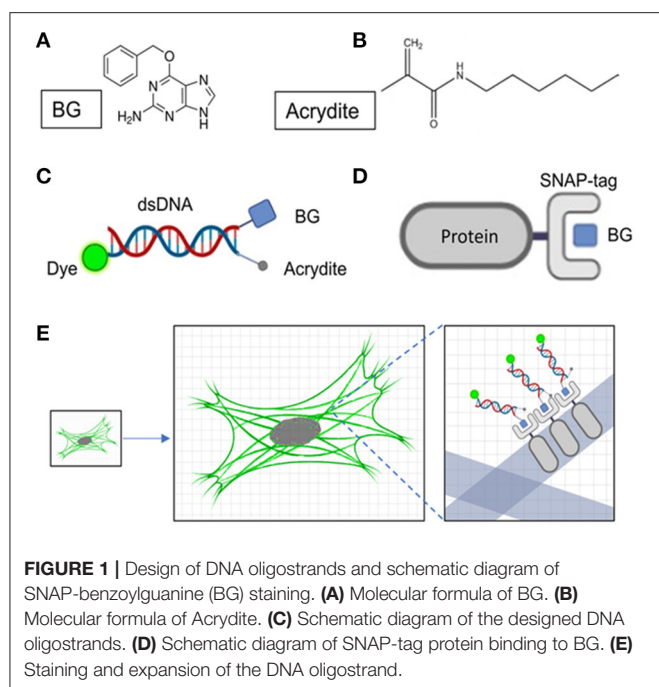 A
B
O
N
N
H₂N
N
N
H
BG
CH₂
H
N
O
Acrydite
C
D
dsDNA
BG
Dye
Acrydite
SNAP-tag
Protein
BG
E
FIGURE 1 | Design of DNA oligostrands and schematic diagram of
SNAP-benzoylguanine (BG) staining. (A) Molecular formula of BG. (B)
Molecular formula of Acrydite. (C) Schematic diagram of the designed DNA
oligostrands. (D) Schematic diagram of SNAP-tag protein binding to BG. (E)
Staining and expansion of the DNA oligostrand.